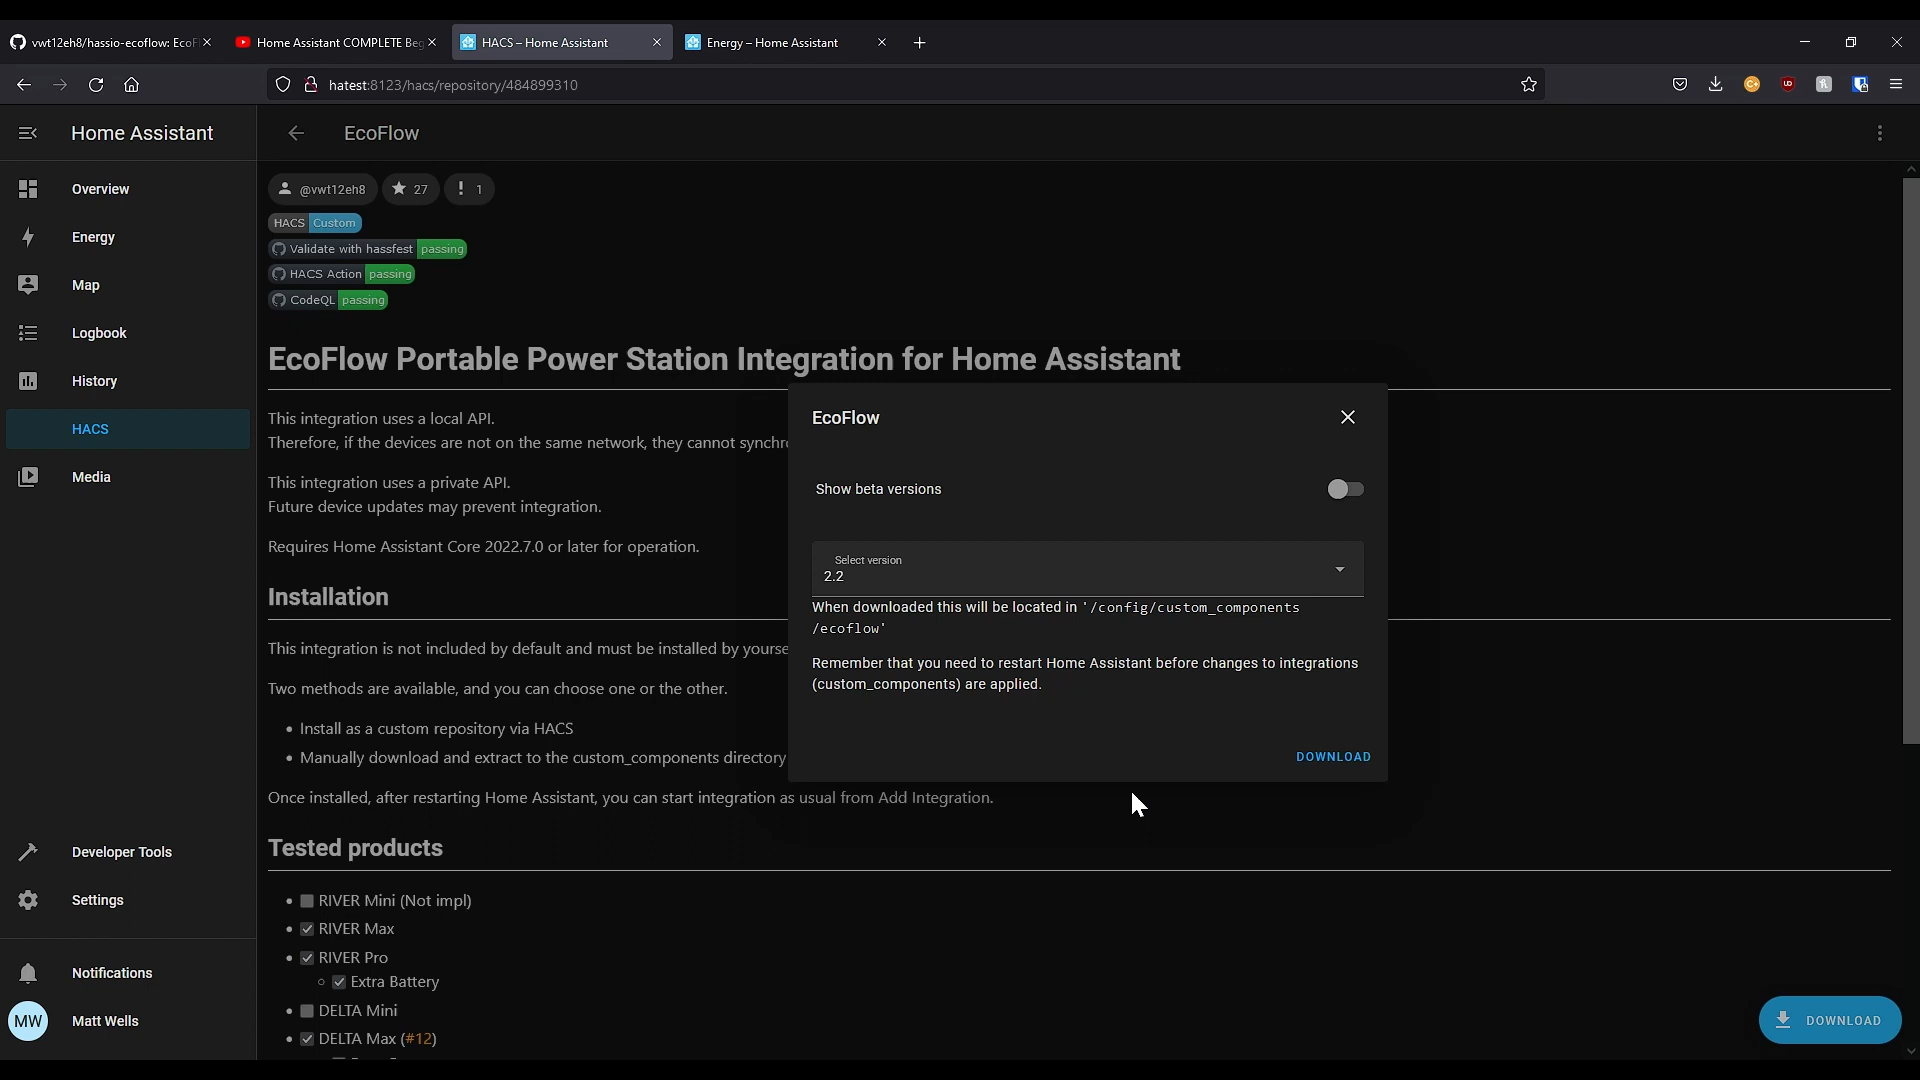 vwt12eh8/hassio-ecoflow: EcoFl
Home Assistant COMPLETE Beg
HACS – Home Assistant
Energy – Home Assistant
hatest:8123/hacs/repository/484899310
Home Assistant
EcoFlow
Overview
Energy
Map
Logbook
History
HACS
Media
Developer Tools
Settings
Notifications
MW
Matt Wells
@vwt12eh8
27
1
HACS Custom
Validate with hassfest passing
HACS Action passing
CodeQL passing
EcoFlow Portable Power Station Integration for Home Assistant
This integration uses a local API.
Therefore, if the devices are not on the same network, they cannot synchr
This integration uses a private API.
Future device updates may prevent integration.
Requires Home Assistant Core 2022.7.0 or later for operation.
Installation
This integration is not included by default and must be installed by yourse
Two methods are available, and you can choose one or the other.
• Install as a custom repository via HACS
• Manually download and extract to the custom_components directory
Once installed, after restarting Home Assistant, you can start integration as usual from Add Integration.
Tested products
RIVER Mini (Not impl)
RIVER Max
RIVER Pro
Extra Battery
DELTA Mini
DELTA Max (#12)
EcoFlow
Show beta versions
Select version
2.2
When downloaded this will be located in '/config/custom_components
/ecoflow'
Remember that you need to restart Home Assistant before changes to integrations
(custom_components) are applied.
DOWNLOAD
DOWNLOAD